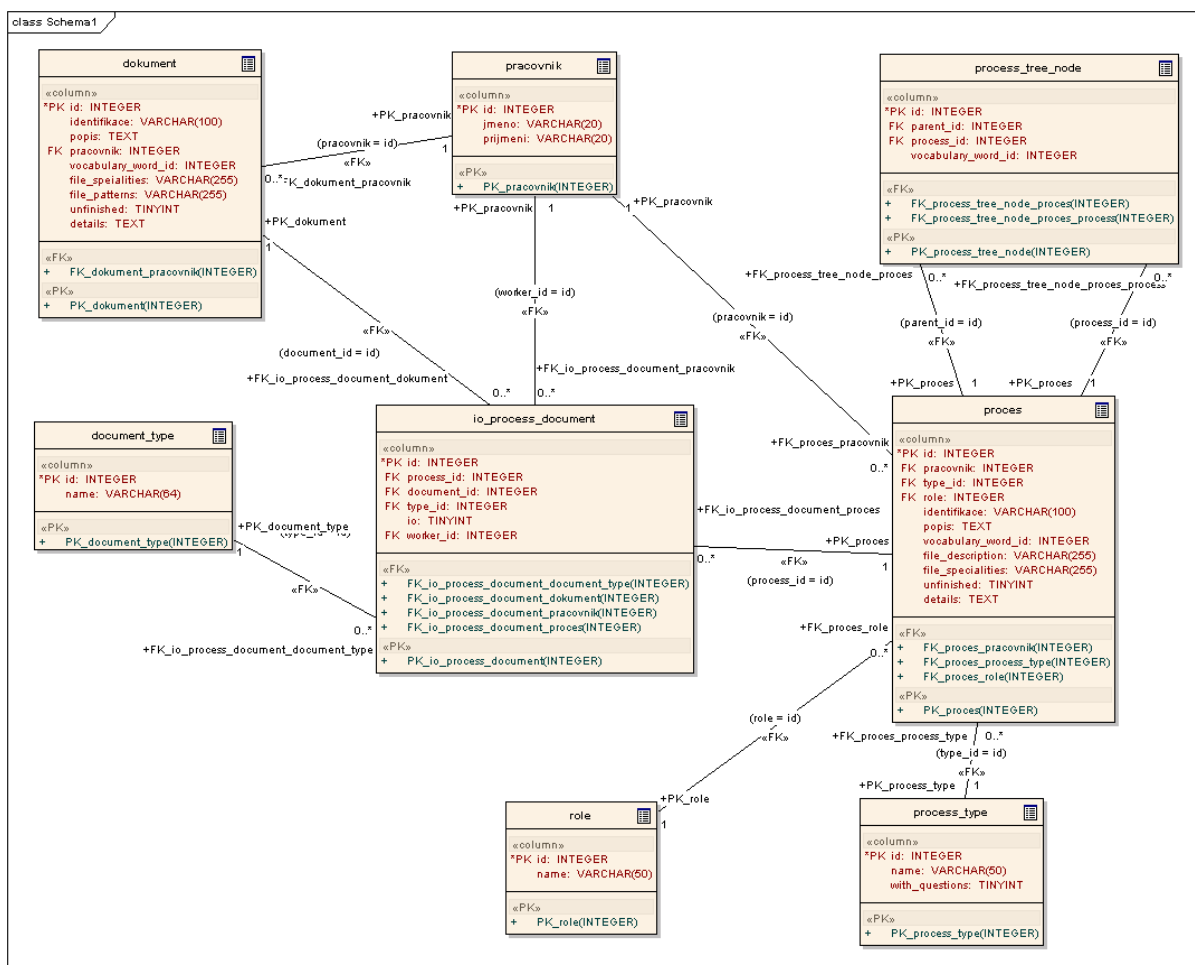 class Schema1
dokument
«column»
*PK id: INTEGER
identifikace: VARCHAR(100)
popis: TEXT
FK pracovnik: INTEGER
vocabulary_word_id: INTEGER
file_speialities: VARCHAR(255)
file_patterns: VARCHAR(255)
unfinished: TINYINT
details: TEXT
«FK»
+ FK_dokument_pracovnik(INTEGER)
«PK»
+ PK_dokument(INTEGER)
+PK_pracovnik
(pracovnik = id)
1
«FK»
0..*
FK_dokument_pracovnik
+PK_dokument
1
pracovnik
«column»
*PK id: INTEGER
jmeno: VARCHAR(20)
prijmeni: VARCHAR(20)
«PK»
+ PK_pracovnik(INTEGER)
+PK_pracovnik
1
1
+PK_pracovnik
process_tree_node
«column»
*PK id: INTEGER
FK parent_id: INTEGER
FK process_id: INTEGER
vocabulary_word_id: INTEGER
«FK»
+ FK_process_tree_node_proces(INTEGER)
+ FK_process_tree_node_proces_process(INTEGER)
«PK»
+ PK_process_tree_node(INTEGER)
+FK_process_tree_node_proces
0..*
0..*
+FK_process_tree_node_proces_process
(worker_id = id)
«FK»
(pracovnik = id)
«FK»
(parent_id = id)
«FK»
(process_id = id)
«FK»
«FK»
(document_id = id)
+FK_io_process_document_dokument
0..*
+FK_io_process_document_pracovnik
0..*
+PK_proces
1
+PK_proces
1
document_type
«column»
*PK id: INTEGER
name: VARCHAR(64)
«PK»
+ PK_document_type(INTEGER)
+PK_document_type
(type_id = id)
1
«FK»
0..*
+FK_io_process_document_document_type
io_process_document
«column»
*PK id: INTEGER
FK process_id: INTEGER
FK document_id: INTEGER
FK type_id: INTEGER
io: TINYINT
FK worker_id: INTEGER
«FK»
+ FK_io_process_document_document_type(INTEGER)
+ FK_io_process_document_dokument(INTEGER)
+ FK_io_process_document_pracovnik(INTEGER)
+ FK_io_process_document_proces(INTEGER)
«PK»
+ PK_io_process_document(INTEGER)
+FK_proces_pracovnik
0..*
+FK_io_process_document_proces
+PK_proces
0..*
«FK»
1
(process_id = id)
proces
«column»
*PK id: INTEGER
FK pracovnik: INTEGER
FK type_id: INTEGER
FK role: INTEGER
identifikace: VARCHAR(100)
popis: TEXT
vocabulary_word_id: INTEGER
file_description: VARCHAR(255)
file_specialities: VARCHAR(255)
unfinished: TINYINT
details: TEXT
«FK»
+ FK_proces_pracovnik(INTEGER)
+ FK_proces_process_type(INTEGER)
+ FK_proces_role(INTEGER)
«PK»
+ PK_proces(INTEGER)
+FK_proces_role
0..*
(role = id)
«FK»
+PK_role
1
+FK_proces_process_type
0..*
(type_id = id)
«FK»
+PK_process_type
1
role
«column»
*PK id: INTEGER
name: VARCHAR(50)
«PK»
+ PK_role(INTEGER)
process_type
«column»
*PK id: INTEGER
name: VARCHAR(50)
with_questions: TINYINT
«PK»
+ PK_process_type(INTEGER)